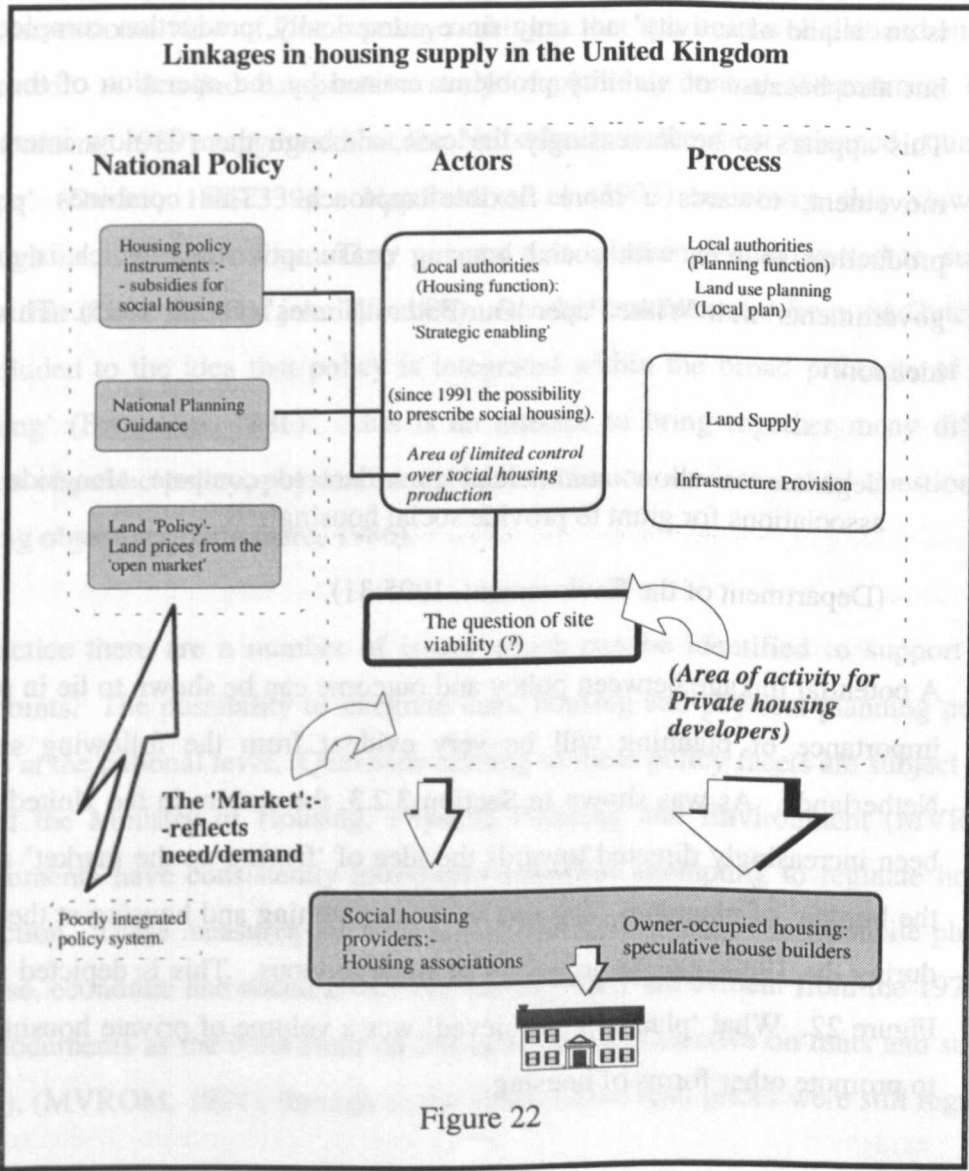 Linkages in housing supply in the United Kingdom
National Policy
Actors
Process
Housing policy
instruments :-
- subsidies for
social housing
National Planning
Guidance
Land 'Policy'-
Land prices from the
'open market'
Local authorities
(Housing function):
'Strategic enabling'
(since 1991 the possibility
to prescribe social housing).
Area of limited control
over social housing
production
Local authorities
(Planning function)
Land use planning
(Local plan)
Land Supply
Infrastructure Provision
The question of site
viability (?)
(Area of activity for
Private housing
developers)
The 'Market':-
-reflects
need/demand
Poorly integrated
policy system.
Social housing
providers:-
Housing associations
Owner-occupied housing:
speculative house builders
Figure 22